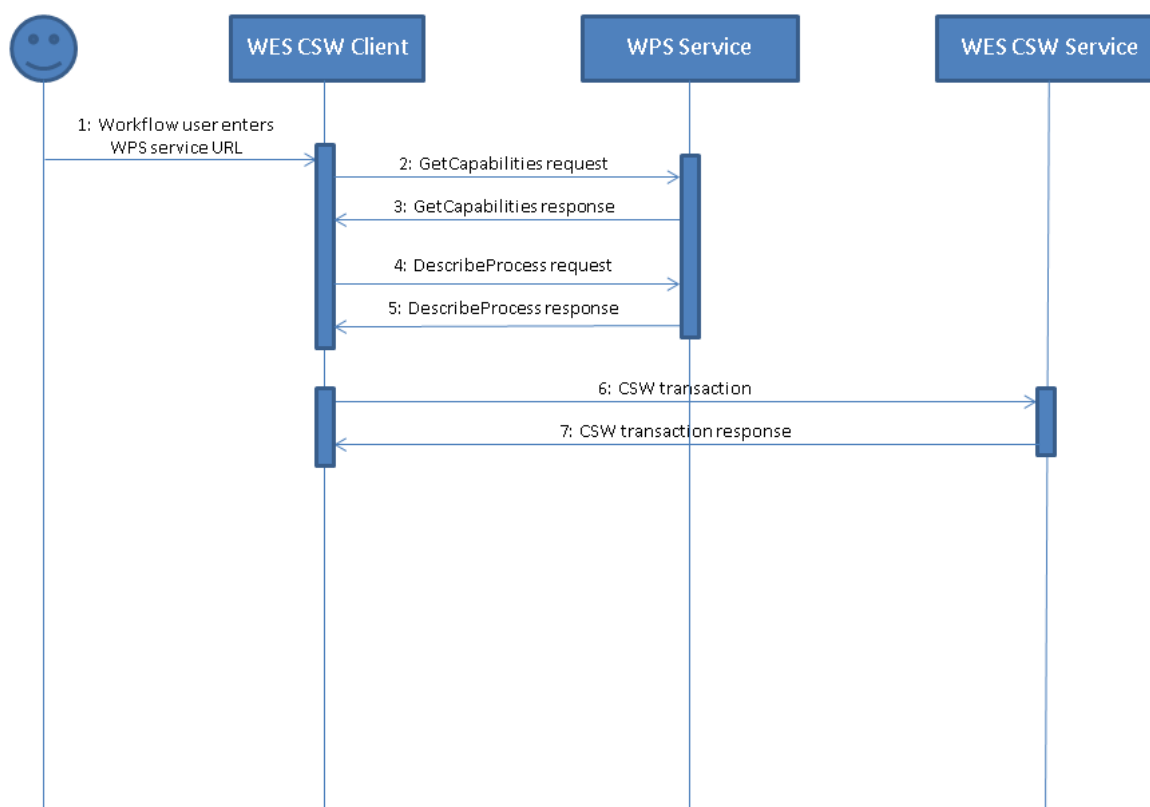 WES CSW Client
WPS Service
WES CSW Service
1: Workflow user enters
WPS service URL
2: GetCapabilities request
3: GetCapabilities response
4: DescribeProcess request
5: DescribeProcess response
6: CSW transaction
7: CSW transaction response